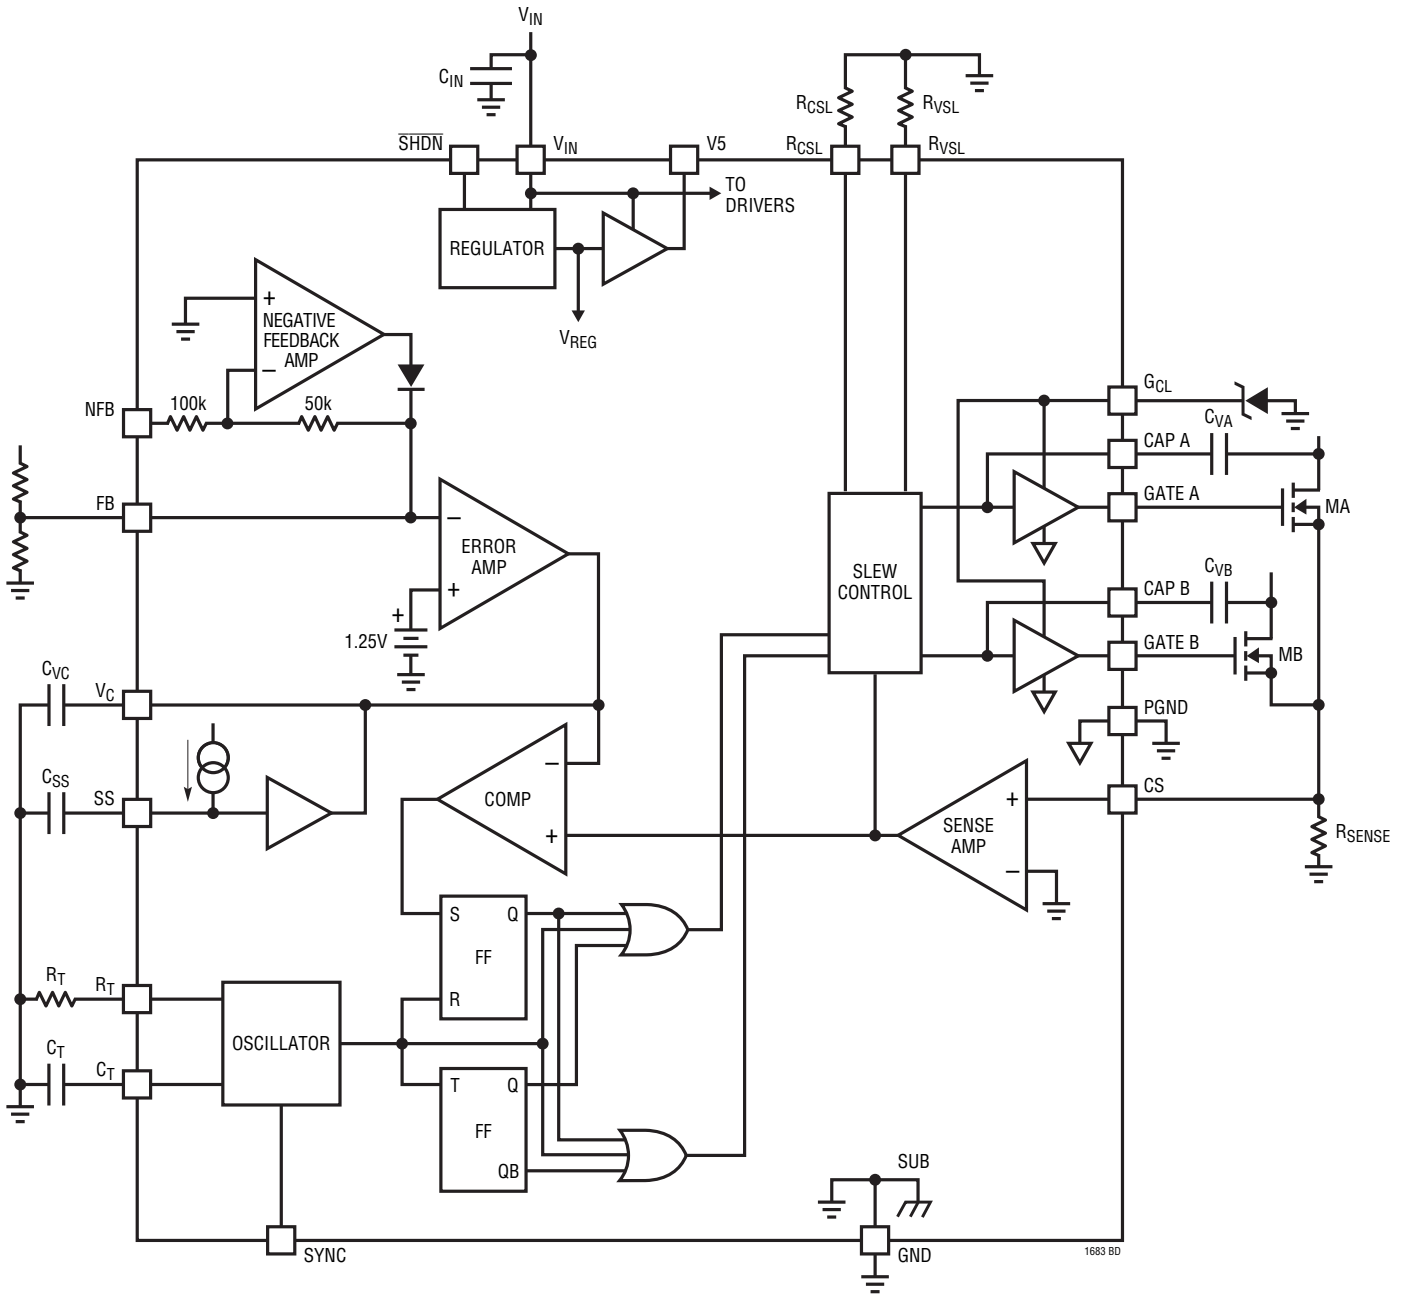 VIN
CIN
RCSL
RVSL
SHDN
VIN
V5
RCSL
RVSL
TO
DRIVERS
REGULATOR
VREG
+
NEGATIVE
FEEDBACK
AMP
−
NFB
100k
50k
GCL
CVA
CAP A
FB
GATE A
MA
−
ERROR
AMP
+
+
1.25V
SLEW
CONTROL
CVB
CAP B
GATE B
MB
CVC
VC
PGND
CSS
SS
−
COMP
+
+
SENSE
AMP
−
CS
RSENSE
S
Q
FF
R
RT
RT
OSCILLATOR
CT
CT
T
Q
FF
QB
SUB
SYNC
GND
1683 BD